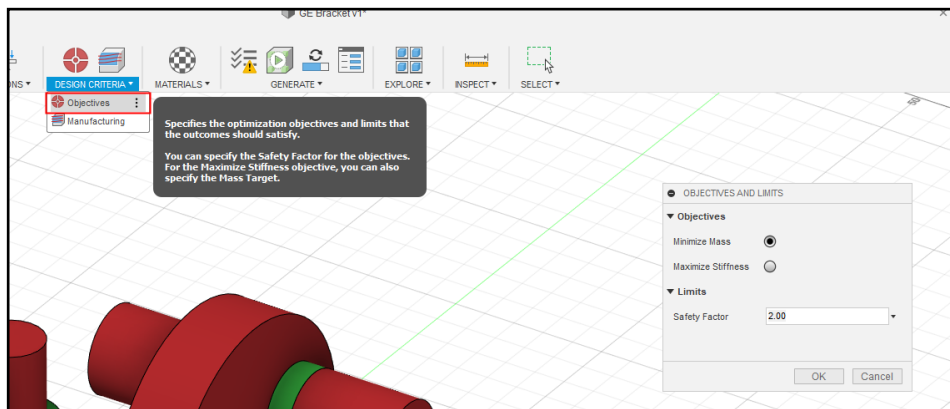 GE Bracket v1*
×
NS ▾
DESIGN CRITERIA ▾
MATERIALS ▾
GENERATE ▾
EXPLORE ▾
INSPECT ▾
SELECT ▾
Objectives
Manufacturing
Specifies the optimization objectives and limits that
the outcomes should satisfy.
You can specify the Safety Factor for the objectives.
For the Maximize Stiffness objective, you can also
specify the Mass Target.
OBJECTIVES AND LIMITS
▼ Objectives
Minimize Mass
Maximize Stiffness
▼ Limits
Safety Factor 2.00
OK Cancel